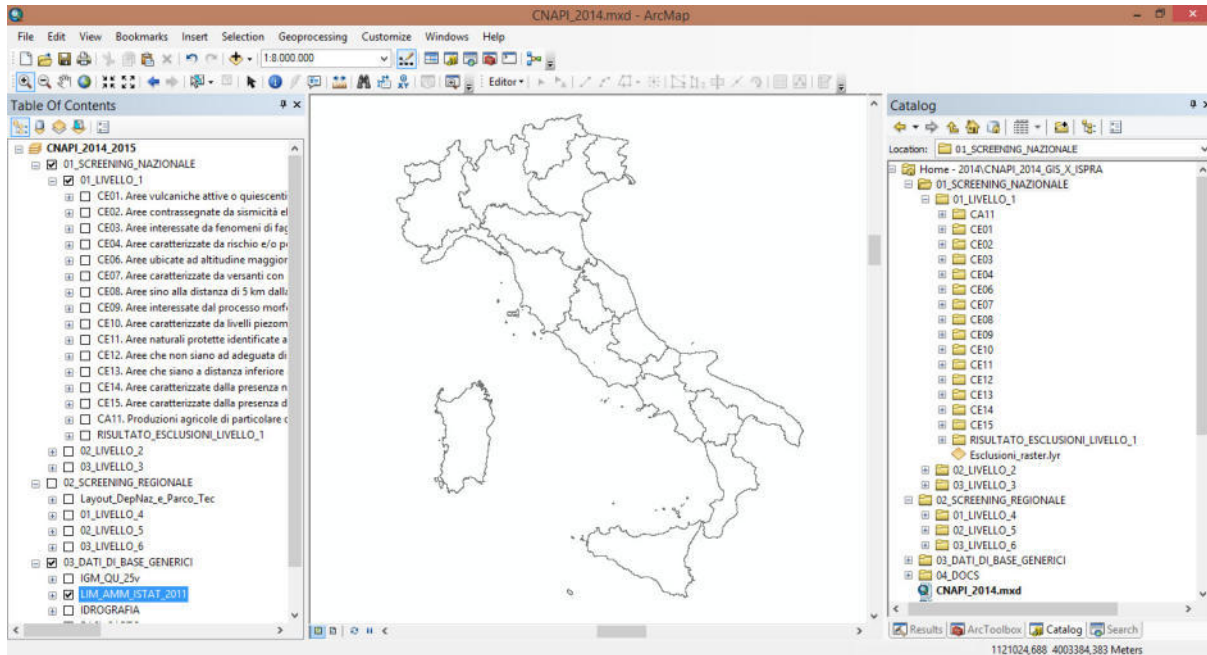 CNAPI_2014.mxd - ArcMap
File Edit View Bookmarks Insert Selection Geoprocessing Customize Windows Help
1:8.000.000
Editor
Table Of Contents
CNAPI_2014_2015
01_SCREENING_NAZIONALE
01_LIVELLO_1
CE01. Aree vulcaniche attive o quiescenti
CE02. Aree contrassegnate da sismicità el
CE03. Aree interessate da fenomeni di fag
CE04. Aree caratterizzate da rischio e/o pe
CE06. Aree ubicate ad altitudine maggior
CE07. Aree caratterizzate da versanti con
CE08. Aree sino alla distanza di 5 km dalla
CE09. Aree interessate dal processo morf
CE10. Aree caratterizzate da livelli piezom
CE11. Aree naturali protette identificate a
CE12. Aree che non siano ad adeguata di
CE13. Aree che siano a distanza inferiore
CE14. Aree caratterizzate dalla presenza n
CE15. Aree caratterizzate dalla presenza d
CA11. Produzioni agricole di particolare c
RISULTATO_ESCLUSIONI_LIVELLO_1
02_LIVELLO_2
03_LIVELLO_3
02_SCREENING_REGIONALE
Layout_DepNaz_e_Parco_Tec
01_LIVELLO_4
02_LIVELLO_5
03_LIVELLO_6
03_DATI_DI_BASE_GENERICI
IGM_QU_25v
LIM_AMM_ISTAT_2011
IDROGRAFIA
Catalog
Location: 01_SCREENING_NAZIONALE
Home - 2014\CNAPI_2014_GIS_X_ISPRA
01_SCREENING_NAZIONALE
01_LIVELLO_1
CA11
CE01
CE02
CE03
CE04
CE06
CE07
CE08
CE09
CE10
CE11
CE12
CE13
CE14
CE15
RISULTATO_ESCLUSIONI_LIVELLO_1
Esclusioni_raster.lyr
02_LIVELLO_2
03_LIVELLO_3
02_SCREENING_REGIONALE
01_LIVELLO_4
02_LIVELLO_5
03_LIVELLO_6
03_DATI_DI_BASE_GENERICI
04_DOCS
CNAPI_2014.mxd
Results ArcToolbox Catalog Search
1121024,688 4003384,383 Meters